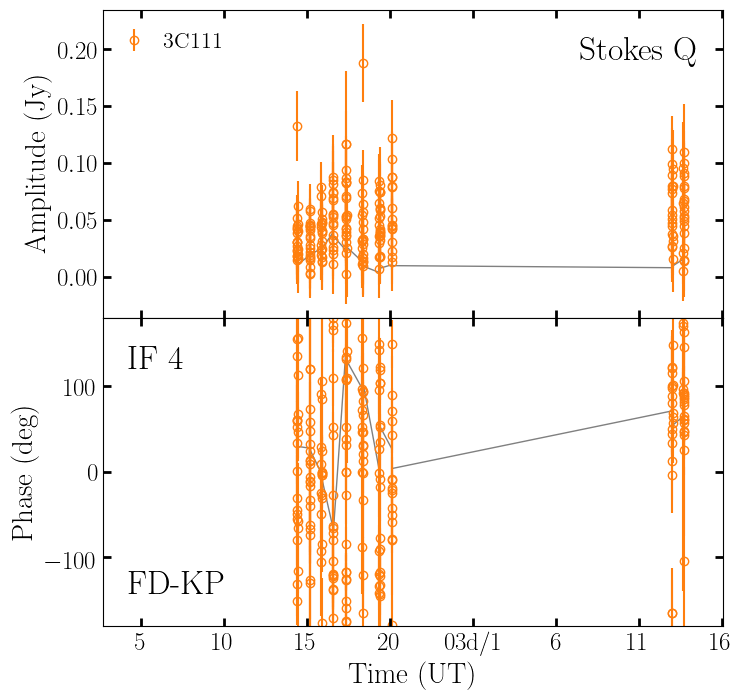 3C111
Stokes Q
0.20
0.15
0.10
0.05
0.00
Amplitude (Jy)
IF 4
100
0
−100
Phase (deg)
FD-KP
5 10 15 20 03d/1 6 11 16
Time (UT)